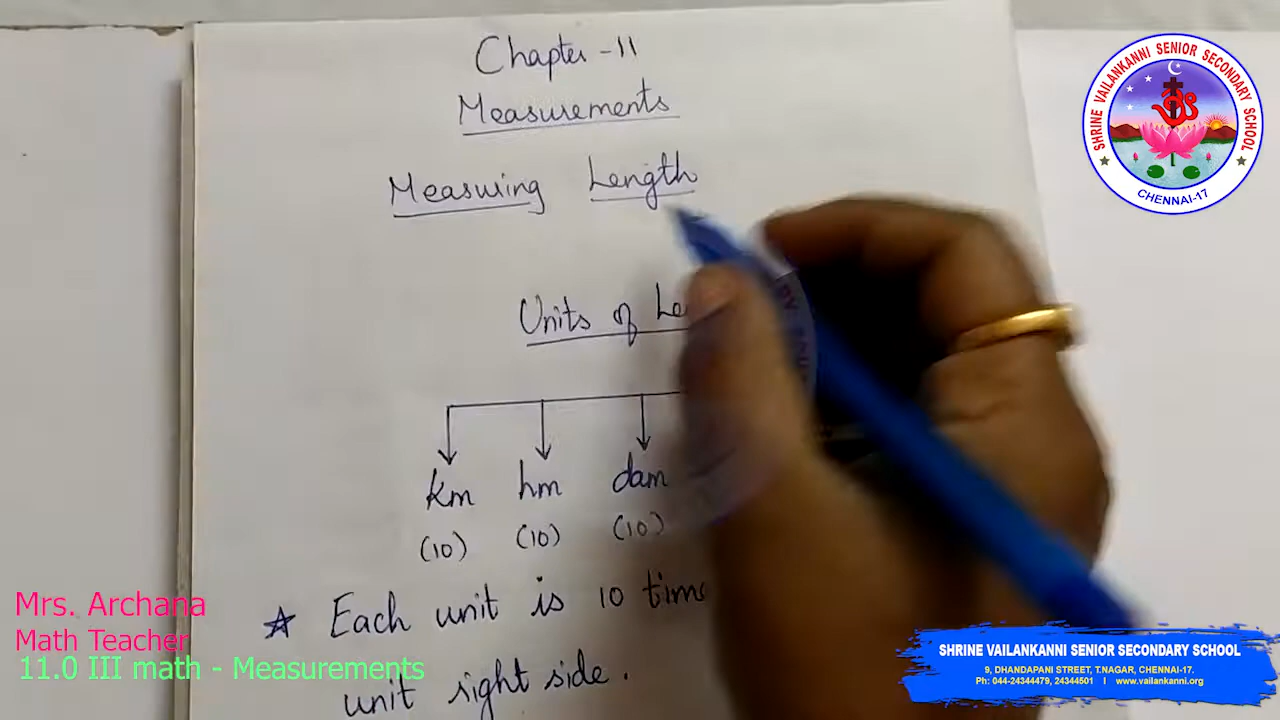 Chapter - 11
Measurements
Measuring Length
Units of Le
km hm dam
(10) (10) (10)
☆ Each unit is 10 time
unit right side.
SHRINE VAILANKANNI SENIOR SECONDARY SCHOOL
CHENNAI-17
Mrs. Archana
Math Teacher
11.0 III math - Measurements
SHRINE VAILANKANNI SENIOR SECONDARY SCHOOL
9, DHANDAPANI STREET, T.NAGAR, CHENNAI-17.
Ph: 044-24344479, 24344501 I www.vailankanni.org